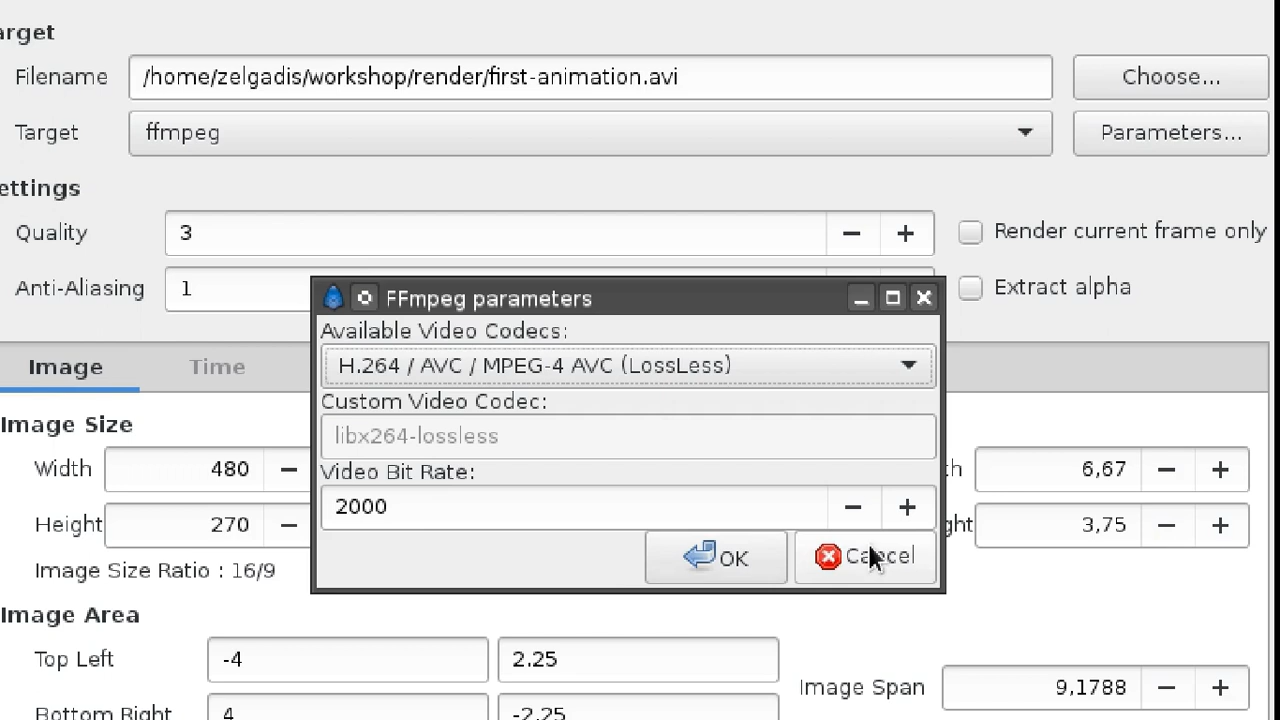 arget
Filename /home/zelgadis/workshop/render/first-animation.avi Choose...
Target ffmpeg Parameters...
ettings
Quality 3 Render current frame only
Anti-Aliasing 1 Extract alpha
FFmpeg parameters
Available Video Codecs:
H.264 / AVC / MPEG-4 AVC (LossLess)
Custom Video Codec:
libx264-lossless
Video Bit Rate:
2000
OK Cancel
Image Time
Image Size
Width 480 th 6,67
Height 270 ght 3,75
Image Size Ratio : 16/9
Image Area
Top Left -4 2.25
Image Span 9,1788
Bottom Right 4 -2.25